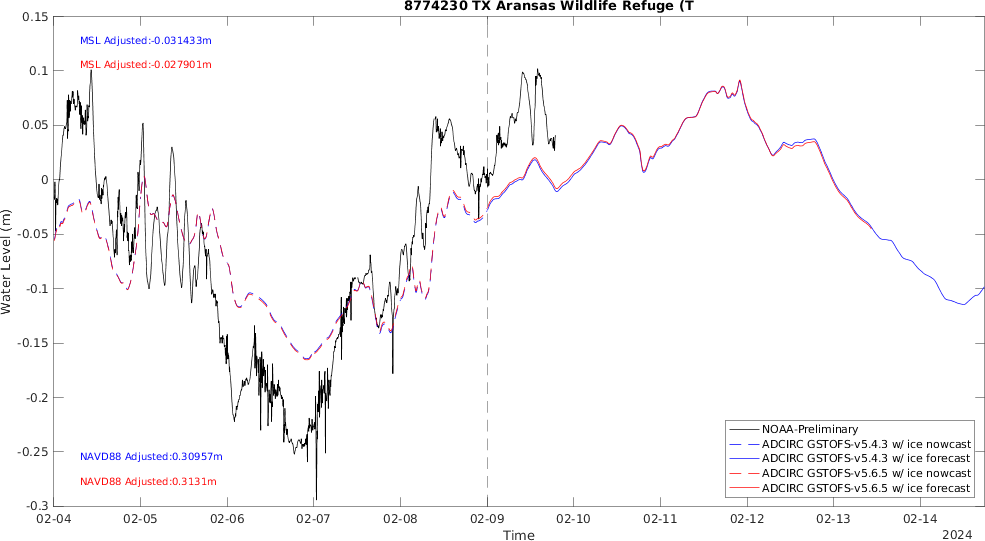 8774230 TX Aransas Wildlife Refuge (T
MSL Adjusted:-0.031433m
MSL Adjusted:-0.027901m
NAVD88 Adjusted:0.30957m
NAVD88 Adjusted:0.3131m
Water Level (m)
0.15
0.1
0.05
0
-0.05
-0.1
-0.15
-0.2
-0.25
-0.3
NOAA-Preliminary
ADCIRC GSTOFS-v5.4.3 w/ ice nowcast
ADCIRC GSTOFS-v5.4.3 w/ ice forecast
ADCIRC GSTOFS-v5.6.5 w/ ice nowcast
ADCIRC GSTOFS-v5.6.5 w/ ice forecast
02-04 02-05 02-06 02-07 02-08 02-09 02-10 02-11 02-12 02-13 02-14
Time
2024